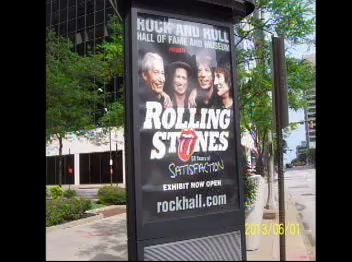 ROCK AND ROLL
HALL OF FAME AND MUSEUM
PRESENTS
ROLLING
STONES
50 Years of
SATISFACTION
EXHIBIT NOW OPEN
rockhall.com
2013/06/01